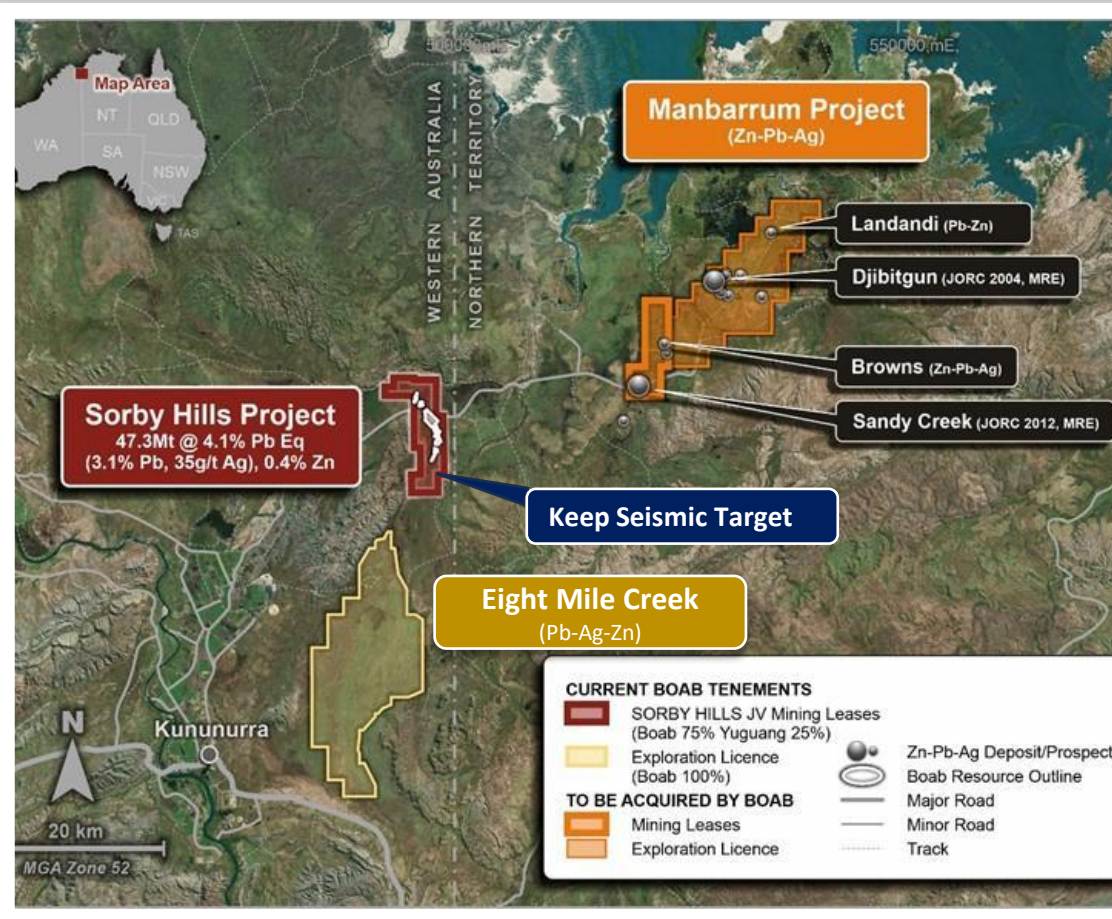 500000mE
550000,mE
Map Area
WA
NT
QLD
SA
NSW
VIC
TAS
WESTERN AUSTRALIA
NORTHERN TERRITORY
Manbarrum Project
(Zn-Pb-Ag)
Landandi (Pb-Zn)
Djibitgun (JORC 2004, MRE)
Browns (Zn-Pb-Ag)
Sandy Creek (JORC 2012, MRE)
Sorby Hills Project
47.3Mt @ 4.1% Pb Eq
(3.1% Pb, 35g/t Ag), 0.4% Zn
Keep Seismic Target
Eight Mile Creek
(Pb-Ag-Zn)
Kununurra
N
20 km
MGA Zone 52
CURRENT BOAB TENEMENTS
SORBY HILLS JV Mining Leases
(Boab 75% Yuguang 25%)
Exploration Licence
(Boab 100%)
TO BE ACQUIRED BY BOAB
Mining Leases
Exploration Licence
Zn-Pb-Ag Deposit/Prospect
Boab Resource Outline
Major Road
Minor Road
Track